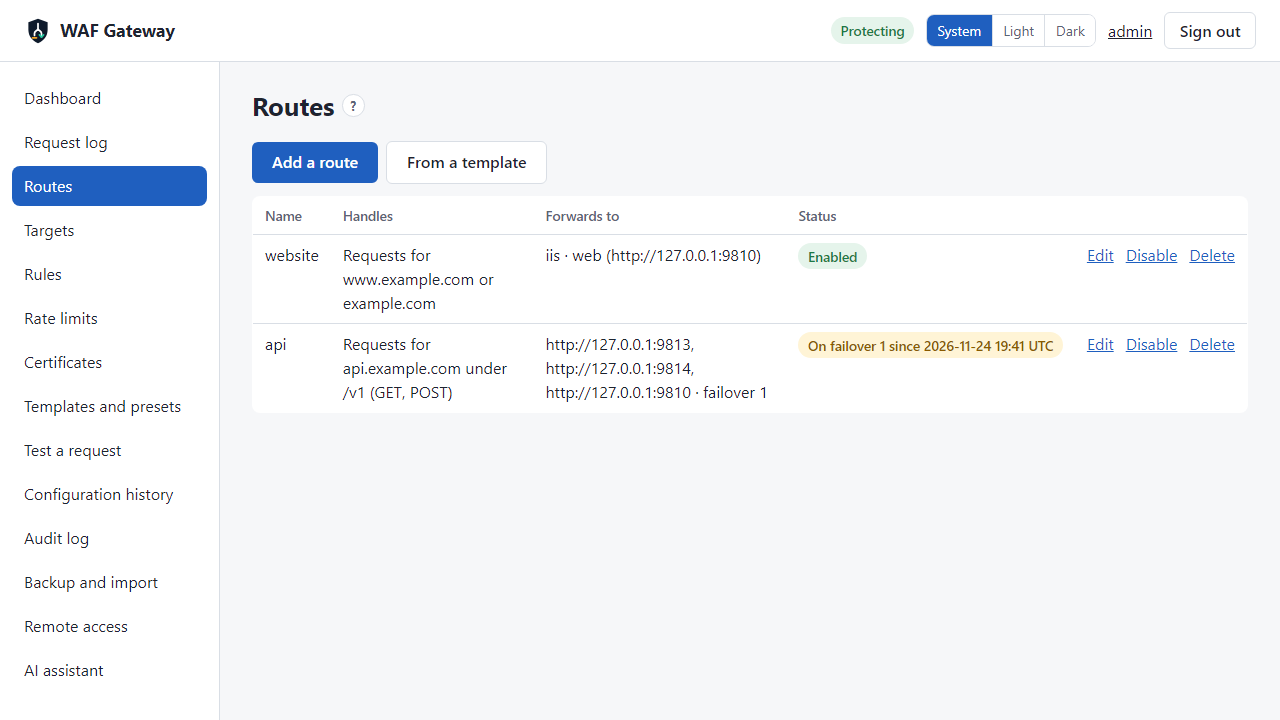 WAF Gateway
Protecting
System Light Dark
admin
Sign out
Dashboard
Request log
Routes
Targets
Rules
Rate limits
Certificates
Templates and presets
Test a request
Configuration history
Audit log
Backup and import
Remote access
AI assistant
Routes ?
Add a route
From a template
Name Handles Forwards to Status
website
Requests for
www.example.com or
example.com
iis · web (http://127.0.0.1:9810)
Enabled
Edit Disable Delete
api
Requests for
api.example.com under
/v1 (GET, POST)
http://127.0.0.1:9813,
http://127.0.0.1:9814,
http://127.0.0.1:9810 · failover 1
On failover 1 since 2026-11-24 19:41 UTC
Edit Disable Delete